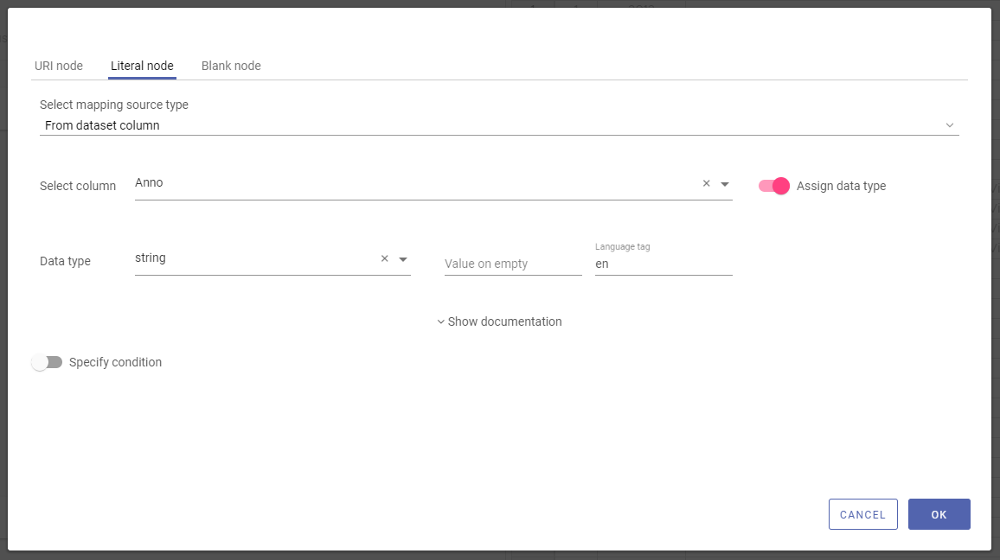 URI node Literal node Blank node
Select mapping source type
From dataset column
Select column Anno × Assign data type
Language tag
Data type string × Value on empty en
Show documentation
Specify condition
CANCEL OK